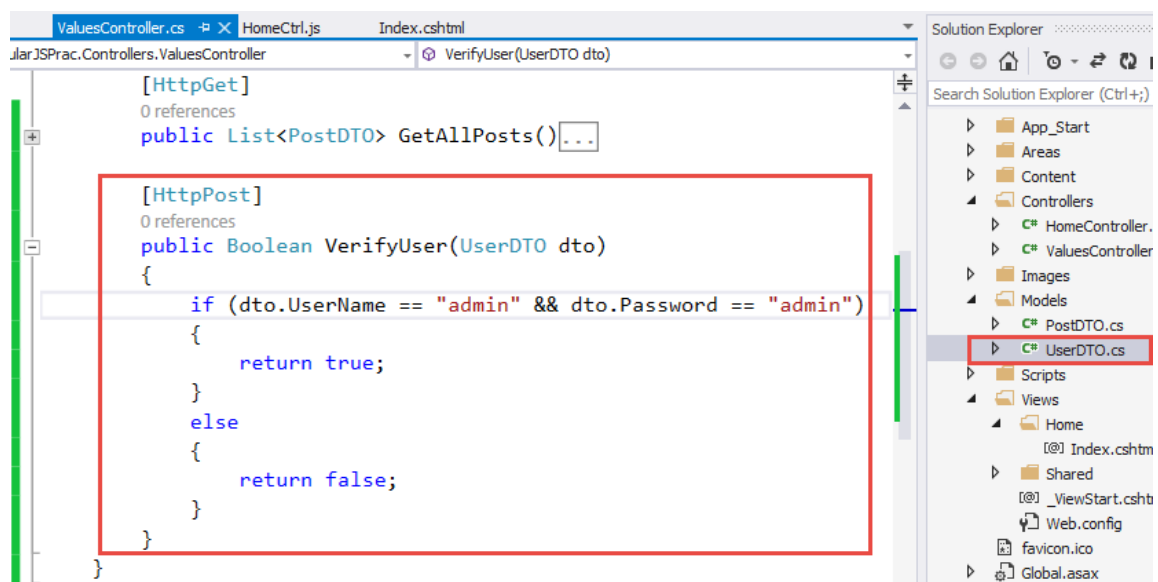 ValuesController.cs HomeCtrl.js Index.cshtml
ularJSPrac.Controllers.ValuesController VerifyUser(UserDTO dto)
[HttpGet]
0 references
public List<PostDTO> GetAllPosts()...
[HttpPost]
0 references
public Boolean VerifyUser(UserDTO dto)
{
if (dto.UserName == "admin" && dto.Password == "admin")
{
return true;
}
else
{
return false;
}
}
}
Solution Explorer
Search Solution Explorer (Ctrl+;)
App_Start
Areas
Content
Controllers
C# HomeController.
C# ValuesController
Images
Models
C# PostDTO.cs
C# UserDTO.cs
Scripts
Views
Home
[@] Index.cshtm
Shared
[@] _ViewStart.csht
Web.config
favicon.ico
Global.asax